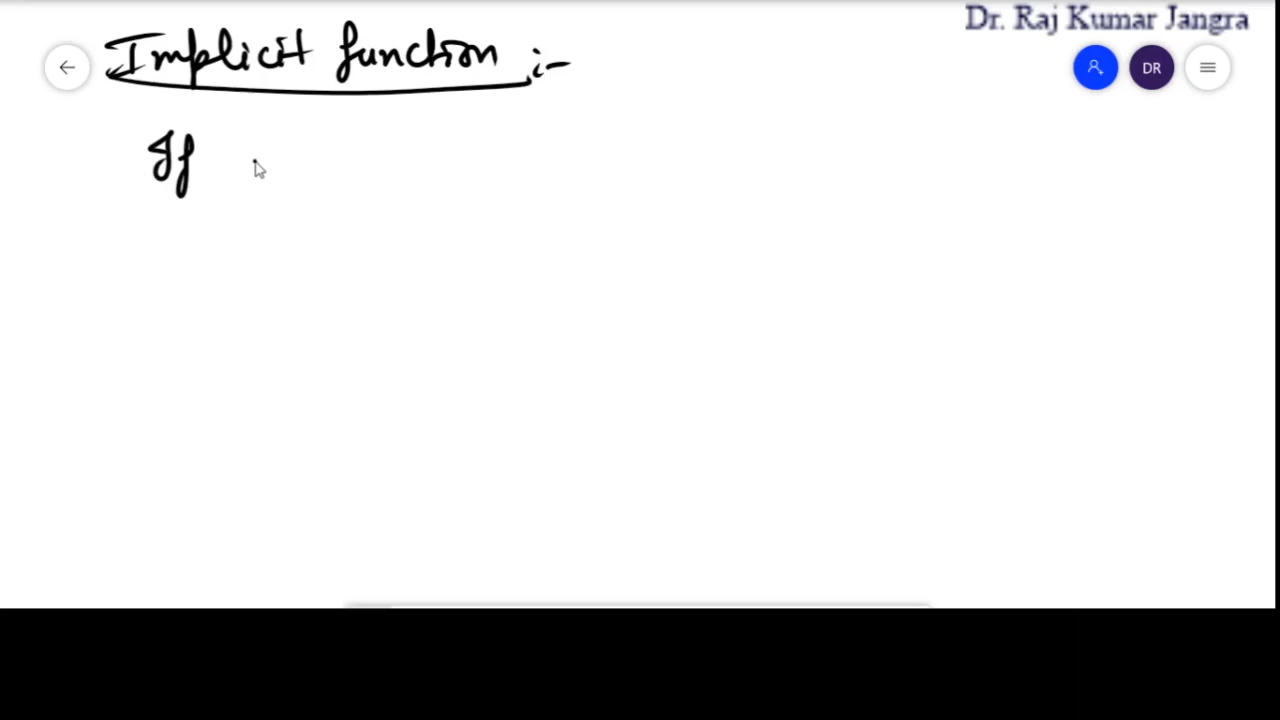 Dr. Raj Kumar Jangra
Implicit function :-
DR
If